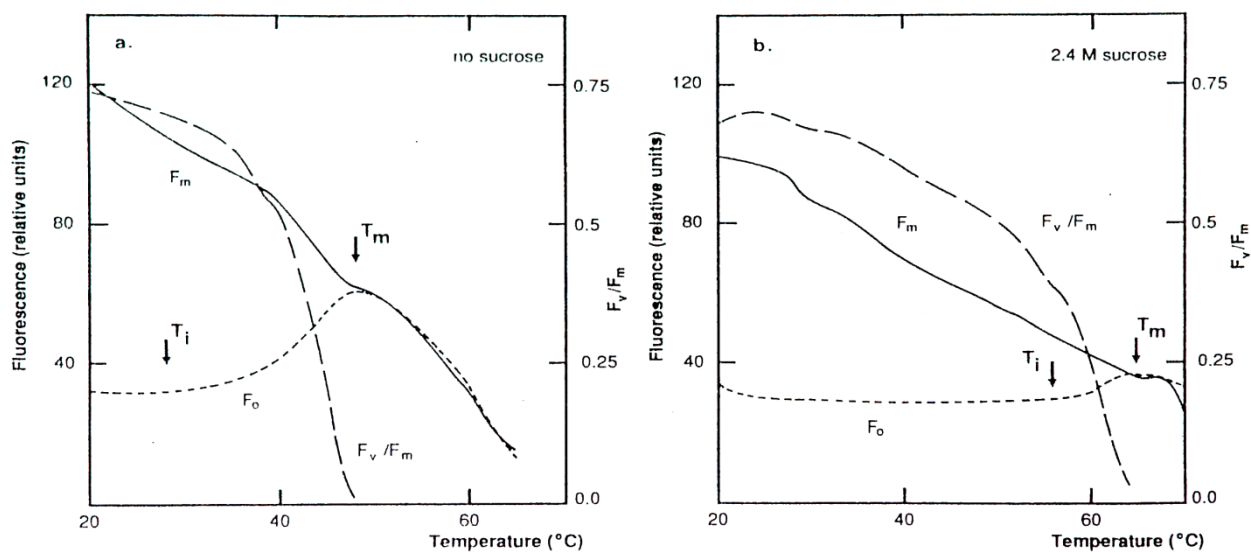 a.
no sucrose
120
80
40
Fluorescence (relative units)
0.75
0.5
0.25
0.0
Fv/Fm
Fm
Tm
Ti
Fo
Fv/Fm
20
40
60
Temperature (°C)
b.
2.4 M sucrose
120
80
40
Fluorescence (relative units)
0.75
0.5
0.25
0.0
Fv/Fm
Fm
Fv/Fm
Tm
Ti
Fo
20
40
60
Temperature (°C)